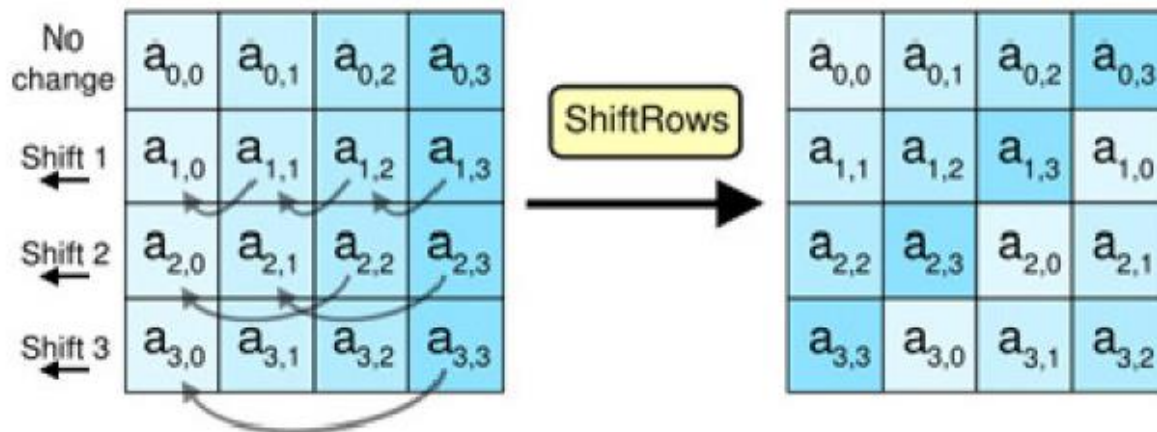 No
change
a0,0 a0,1 a0,2 a0,3
Shift 1
a1,0 a1,1 a1,2 a1,3
Shift 2
a2,0 a2,1 a2,2 a2,3
Shift 3
a3,0 a3,1 a3,2 a3,3
ShiftRows
a0,0 a0,1 a0,2 a0,3
a1,1 a1,2 a1,3 a1,0
a2,2 a2,3 a2,0 a2,1
a3,3 a3,0 a3,1 a3,2